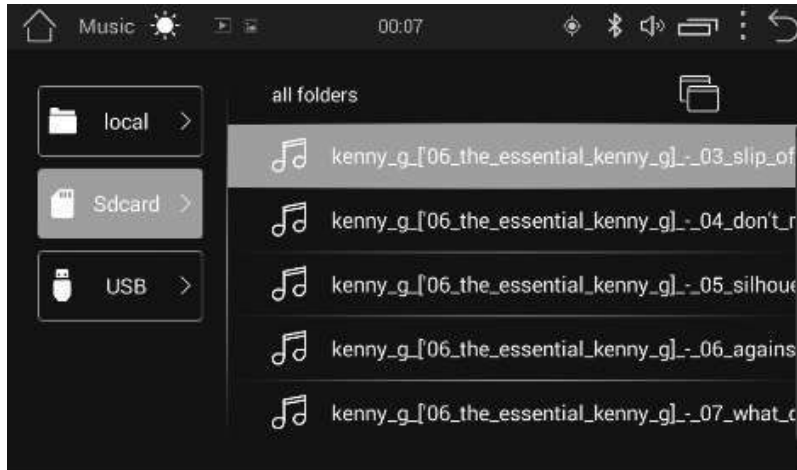 Music 00:07
local
Sdcard
USB
all folders
kenny_g_['06_the_essential_kenny_g]_-_03_slip_of
kenny_g_['06_the_essential_kenny_g]_-_04_don't_r
kenny_g_['06_the_essential_kenny_g]_-_05_silhoue
kenny_g_['06_the_essential_kenny_g]_-_06_agains
kenny_g_['06_the_essential_kenny_g]_-_07_what_c